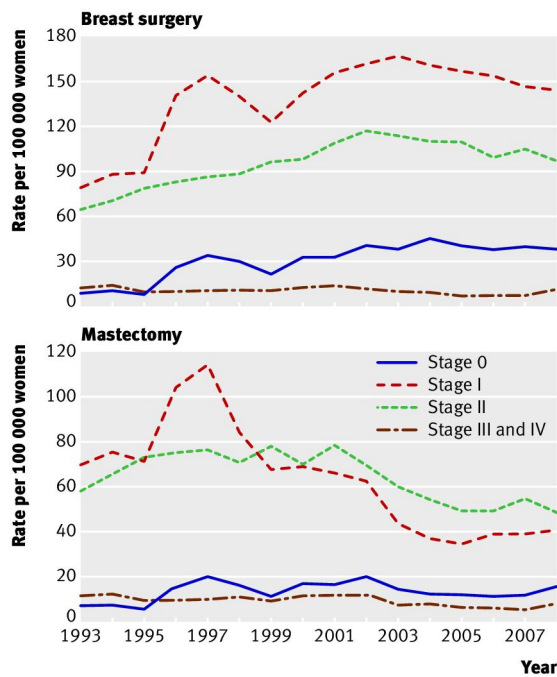 Breast surgery
Rate per 100 000 women
180
150
120
90
60
30
0
Mastectomy
Rate per 100 000 women
120
100
80
60
40
20
0
Stage 0
Stage I
Stage II
Stage III and IV
1993 1995 1997 1999 2001 2003 2005 2007
Year